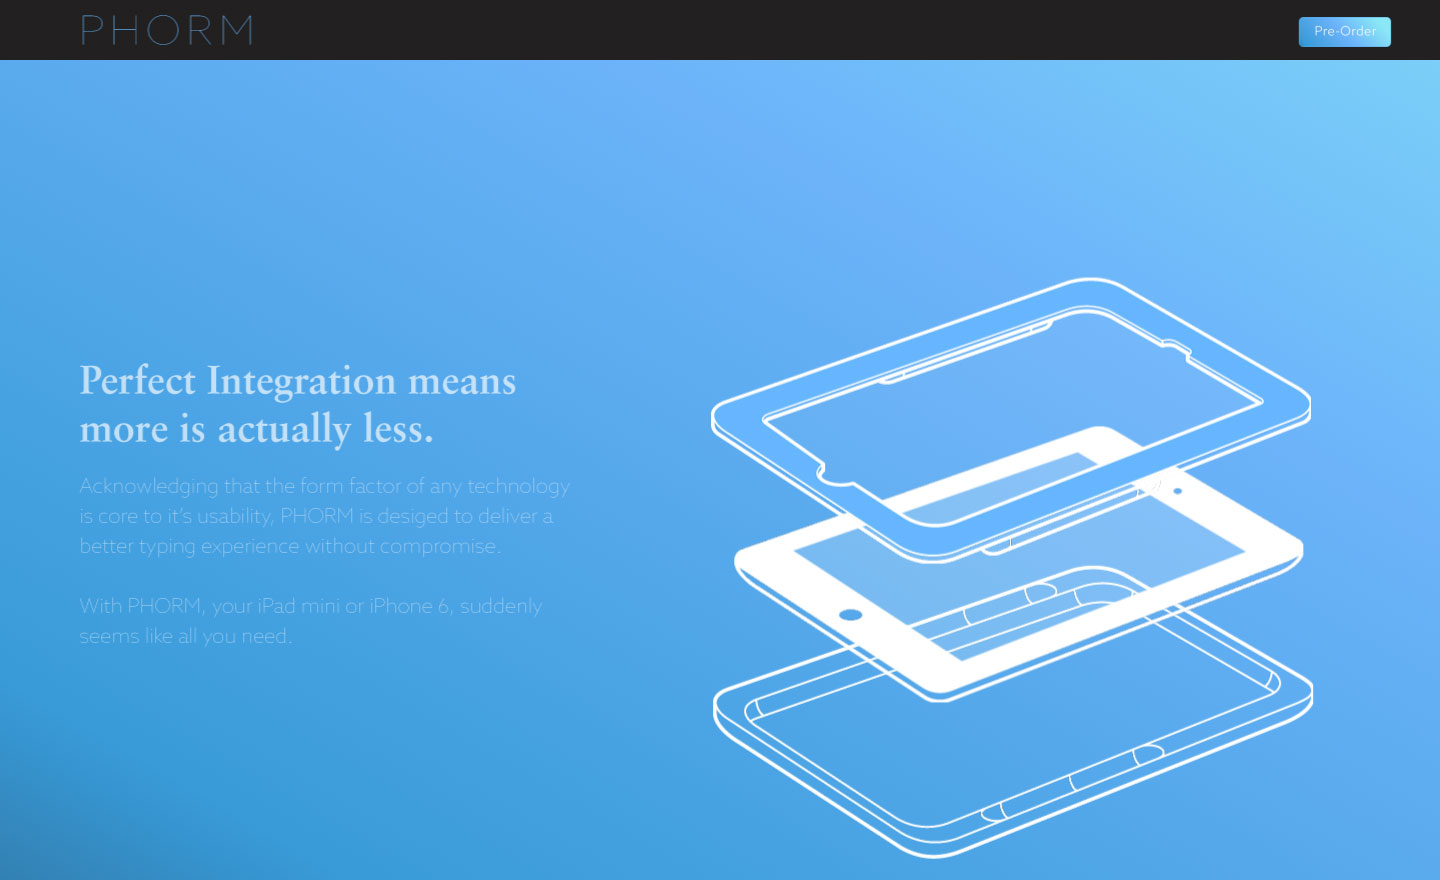 PHORM
Pre-Order
Perfect Integration means
more is actually less.
Acknowledging that the form factor of any technology
is core to it's usability, PHORM is desiged to deliver a
better typing experience without compromise.
With PHORM, your iPad mini or iPhone 6, suddenly
seems like all you need.